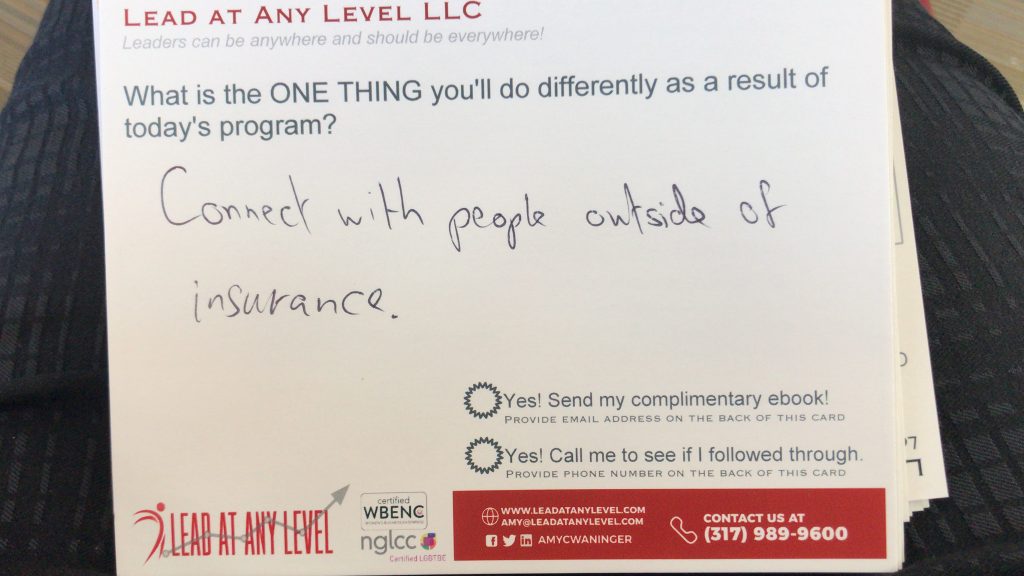 LEAD AT ANY LEVEL LLC
Leaders can be anywhere and should be everywhere!
What is the ONE THING you'll do differently as a result of
today's program?
Connect with people outside of
insurance.
Yes! Send my complimentary ebook!
PROVIDE EMAIL ADDRESS ON THE BACK OF THIS CARD
Yes! Call me to see if I followed through.
PROVIDE PHONE NUMBER ON THE BACK OF THIS CARD
LEAD AT ANY LEVEL
certified
WBENC
nglcc
Certified LGBTBE
WWW.LEADATANYLEVEL.COM
AMY@LEADATANYLEVEL.COM
AMYCWANINGER
CONTACT US AT
(317) 989-9600